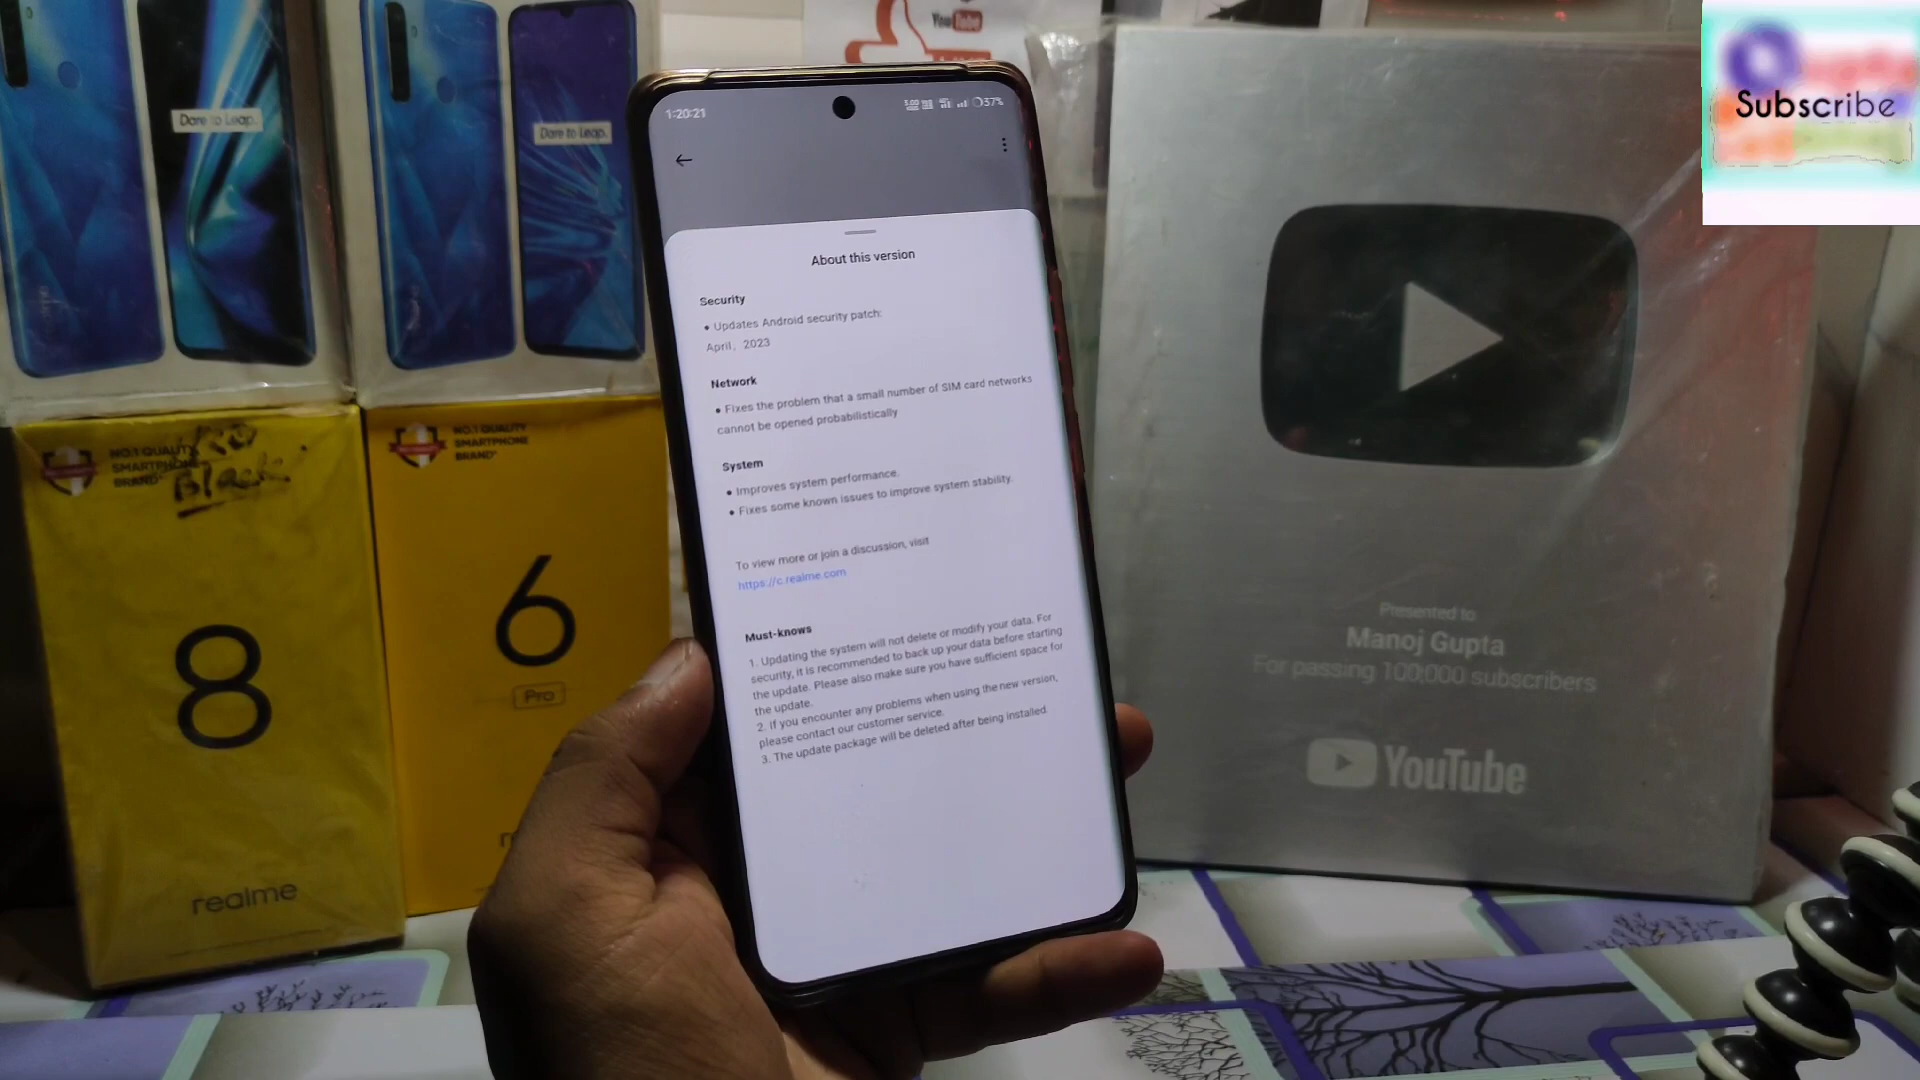 YouTube
Subscribe
Dare to Leap.
Dare to Leap.
1:20:21
37%
About this version
Security
• Updates Android security patch:
April, 2023
Network
• Fixes the problem that a small number of SIM card networks
cannot be opened probabilistically
System
• Improves system performance.
• Fixes some known issues to improve system stability.
To view more or join a discussion, visit
https://c.realme.com
Must-knows
1. Updating the system will not delete or modify your data. For
security, it is recommended to back up your data before starting
the update. Please also make sure you have sufficient space for
the update.
2. If you encounter any problems when using the new version,
please contact our customer service.
3. The update package will be deleted after being installed.
NO.1 QUALITY
SMARTPHONE
BRAND*
Black
8
realme
NO.1 QUALITY
SMARTPHONE
BRAND*
6
Pro
Presented to
Manoj Gupta
For passing 100,000 subscribers
YouTube